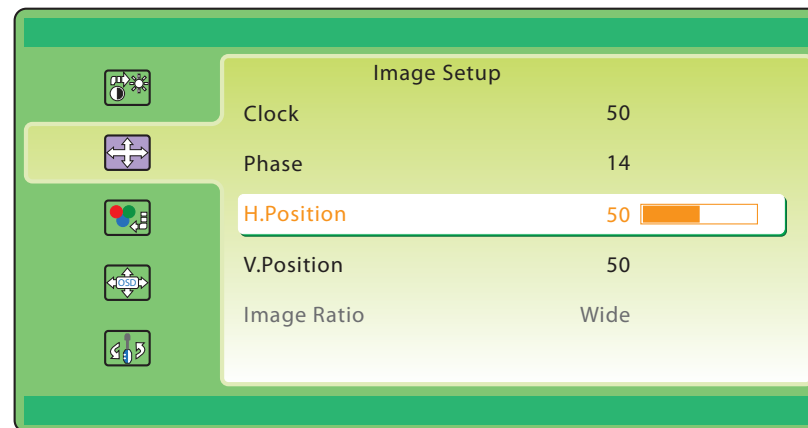 Image Setup
Clock 50
Phase 14
H.Position 50
V.Position 50
OSD
Image Ratio Wide